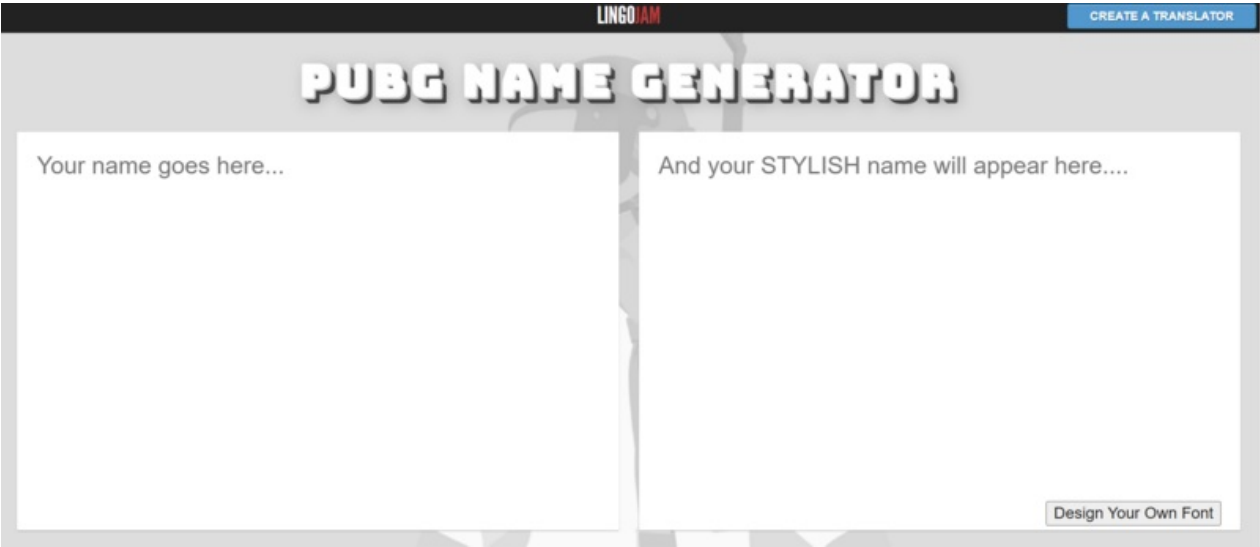 LINGOJAM
CREATE A TRANSLATOR
PUBG NAME GENERATOR
Your name goes here...
And your STYLISH name will appear here....
Design Your Own Font